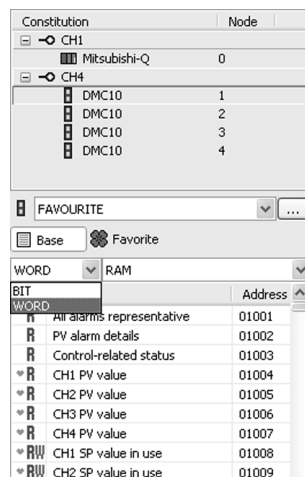 Constitution Node
CH1
Mitsubishi-Q 0
CH4
DMC10 1
DMC10 2
DMC10 3
DMC10 4
FAVOURITE ...
Base Favorite
WORD RAM
BIT
WORD
Address
R All alarms representative 01001
R PV alarm details 01002
R Control-related status 01003
R CH1 PV value 01004
R CH2 PV value 01005
R CH3 PV value 01006
R CH4 PV value 01007
RW CH1 SP value in use 01008
RW CH2 SP value in use 01009